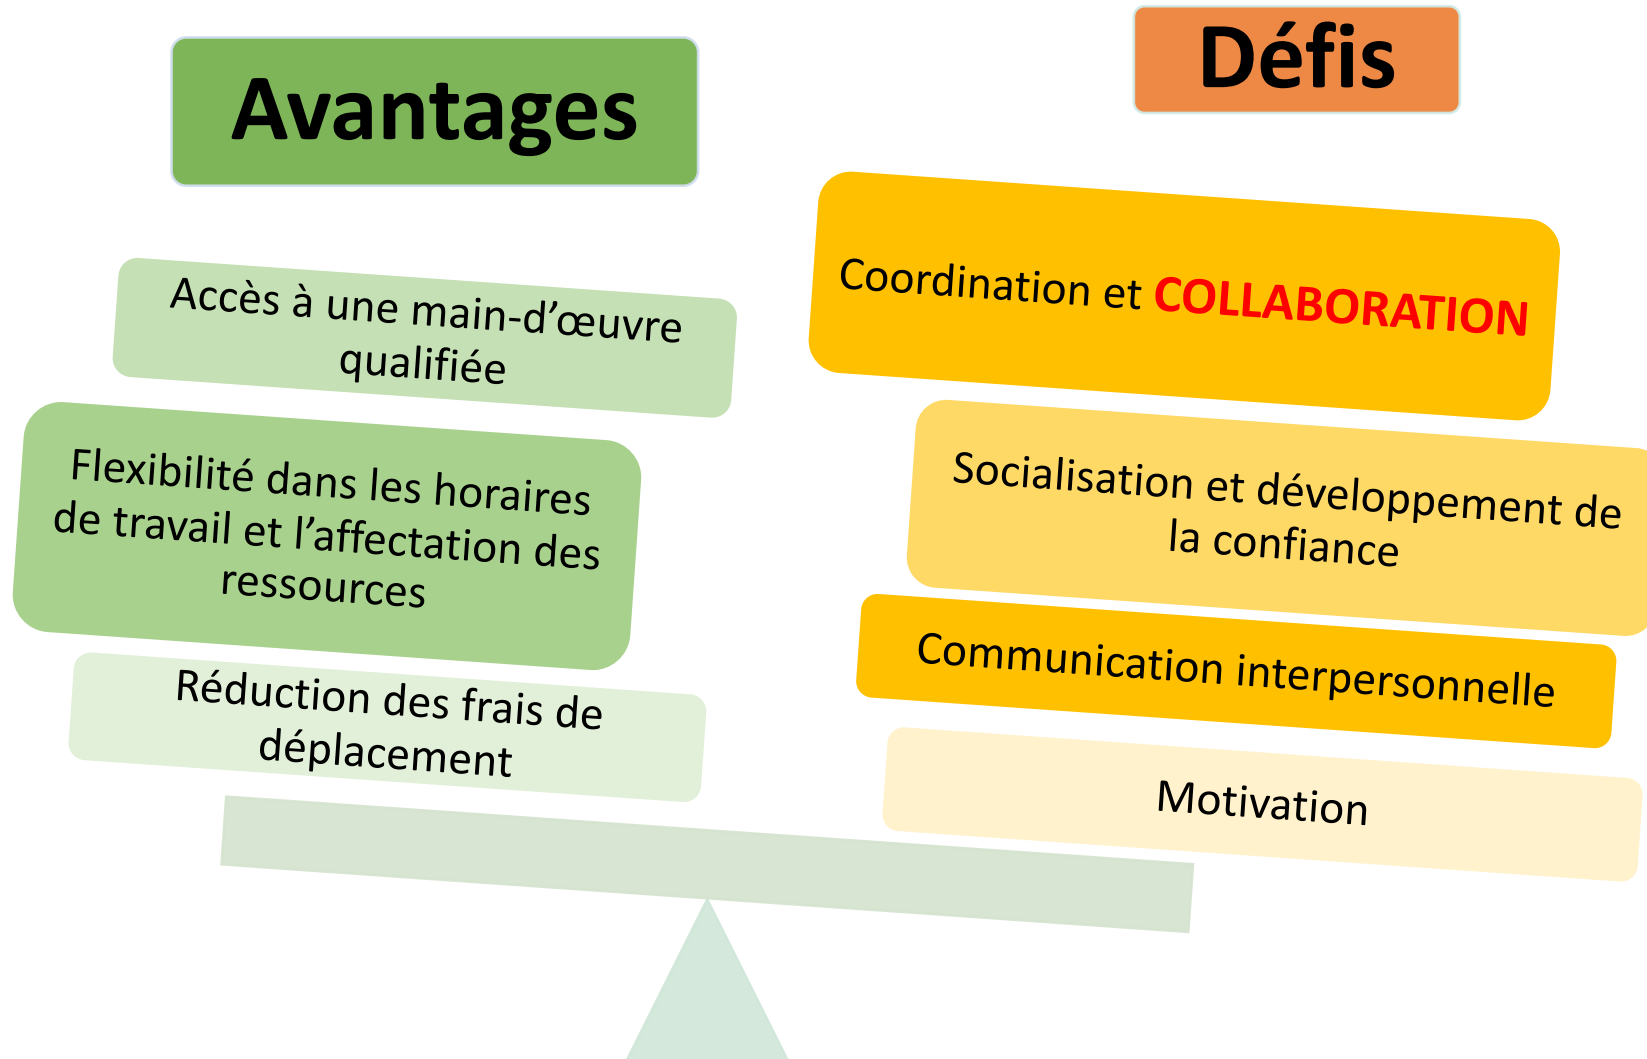 Avantages
Accès à une main-d’œuvre
qualifiée
Flexibilité dans les horaires
de travail et l’affectation des
ressources
Réduction des frais de
déplacement
Défis
Coordination et COLLABORATION
Socialisation et développement de
la confiance
Communication interpersonnelle
Motivation